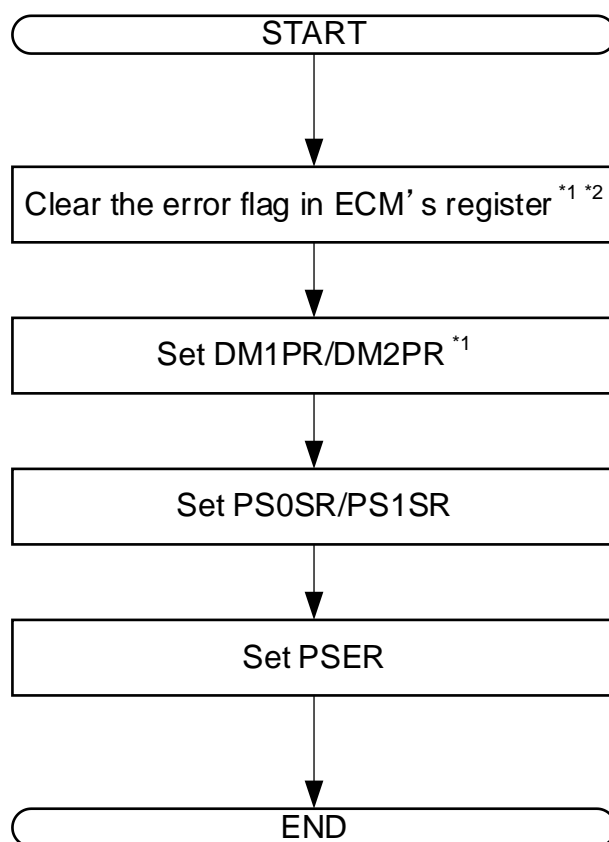 START
Clear the error flag in ECM’s register *1 *2
Set DM1PR/DM2PR *1
Set PS0SR/PS1SR
Set PSER
END